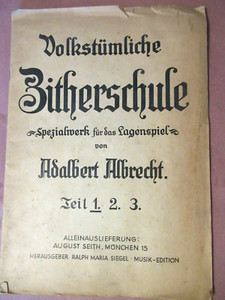 Volkstümliche
Zitherschule
Spezialwerk für das Lagenspiel
von
Adalbert Albrecht.
Teil 1. 2. 3.
ALLEINAUSLIEFERUNG:
AUGUST SEITH, MÜNCHEN 15
HERAUSGEBER RALPH MARIA SIEGEL · MUSIK-EDITION